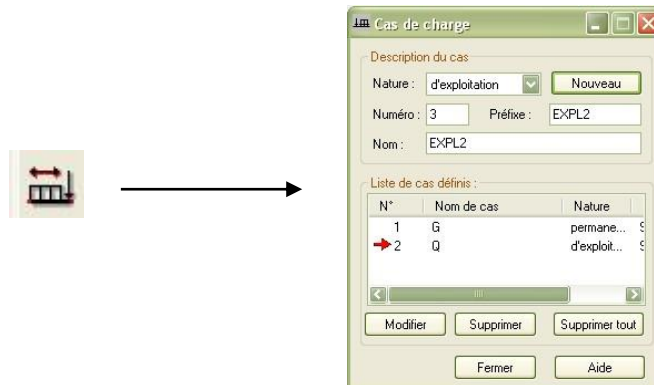 Cas de charge
Description du cas
Nature : d'exploitation Nouveau
Numéro : 3 Préfixe : EXPL2
Nom : EXPL2
Liste de cas définis :
N° Nom de cas Nature
1 G permane... S
2 Q d'exploit... S
Modifier Supprimer Supprimer tout
Fermer Aide